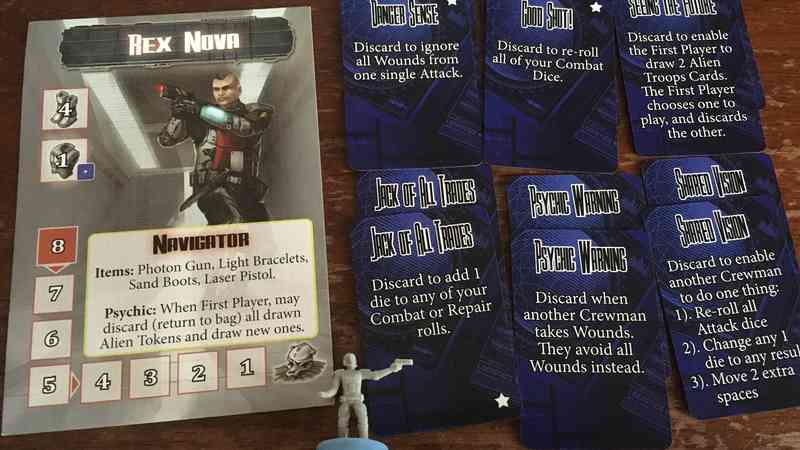 Rex Nova
4
1
8
7
6
5
4
3
2
1
Navigator
Items: Photon Gun, Light Bracelets,
Sand Boots, Laser Pistol.
Psychic: When First Player, may
discard (return to bag) all drawn
Alien Tokens and draw new ones.
Danger Sense
Discard to ignore
all Wounds from
one single Attack.
Good Shot!
Discard to re-roll
all of your Combat
Dice.
Seeing the Future
Discard to enable
the First Player to
draw 2 Alien
Troops Cards.
The First Player
chooses one to
play, and discards
the other.
Jack of All Trades
Jack of All Trades
Discard to add 1
die to any of your
Combat or Repair
rolls.
Psychic Warning
Psychic Warning
Discard when
another Crewman
takes Wounds.
They avoid all
Wounds instead.
Shared Vision
Shared Vision
Discard to enable
another Crewman
to do one thing:
1). Re-roll all
Attack dice
2). Change any 1
die to any resul
3). Move 2 extra
spaces